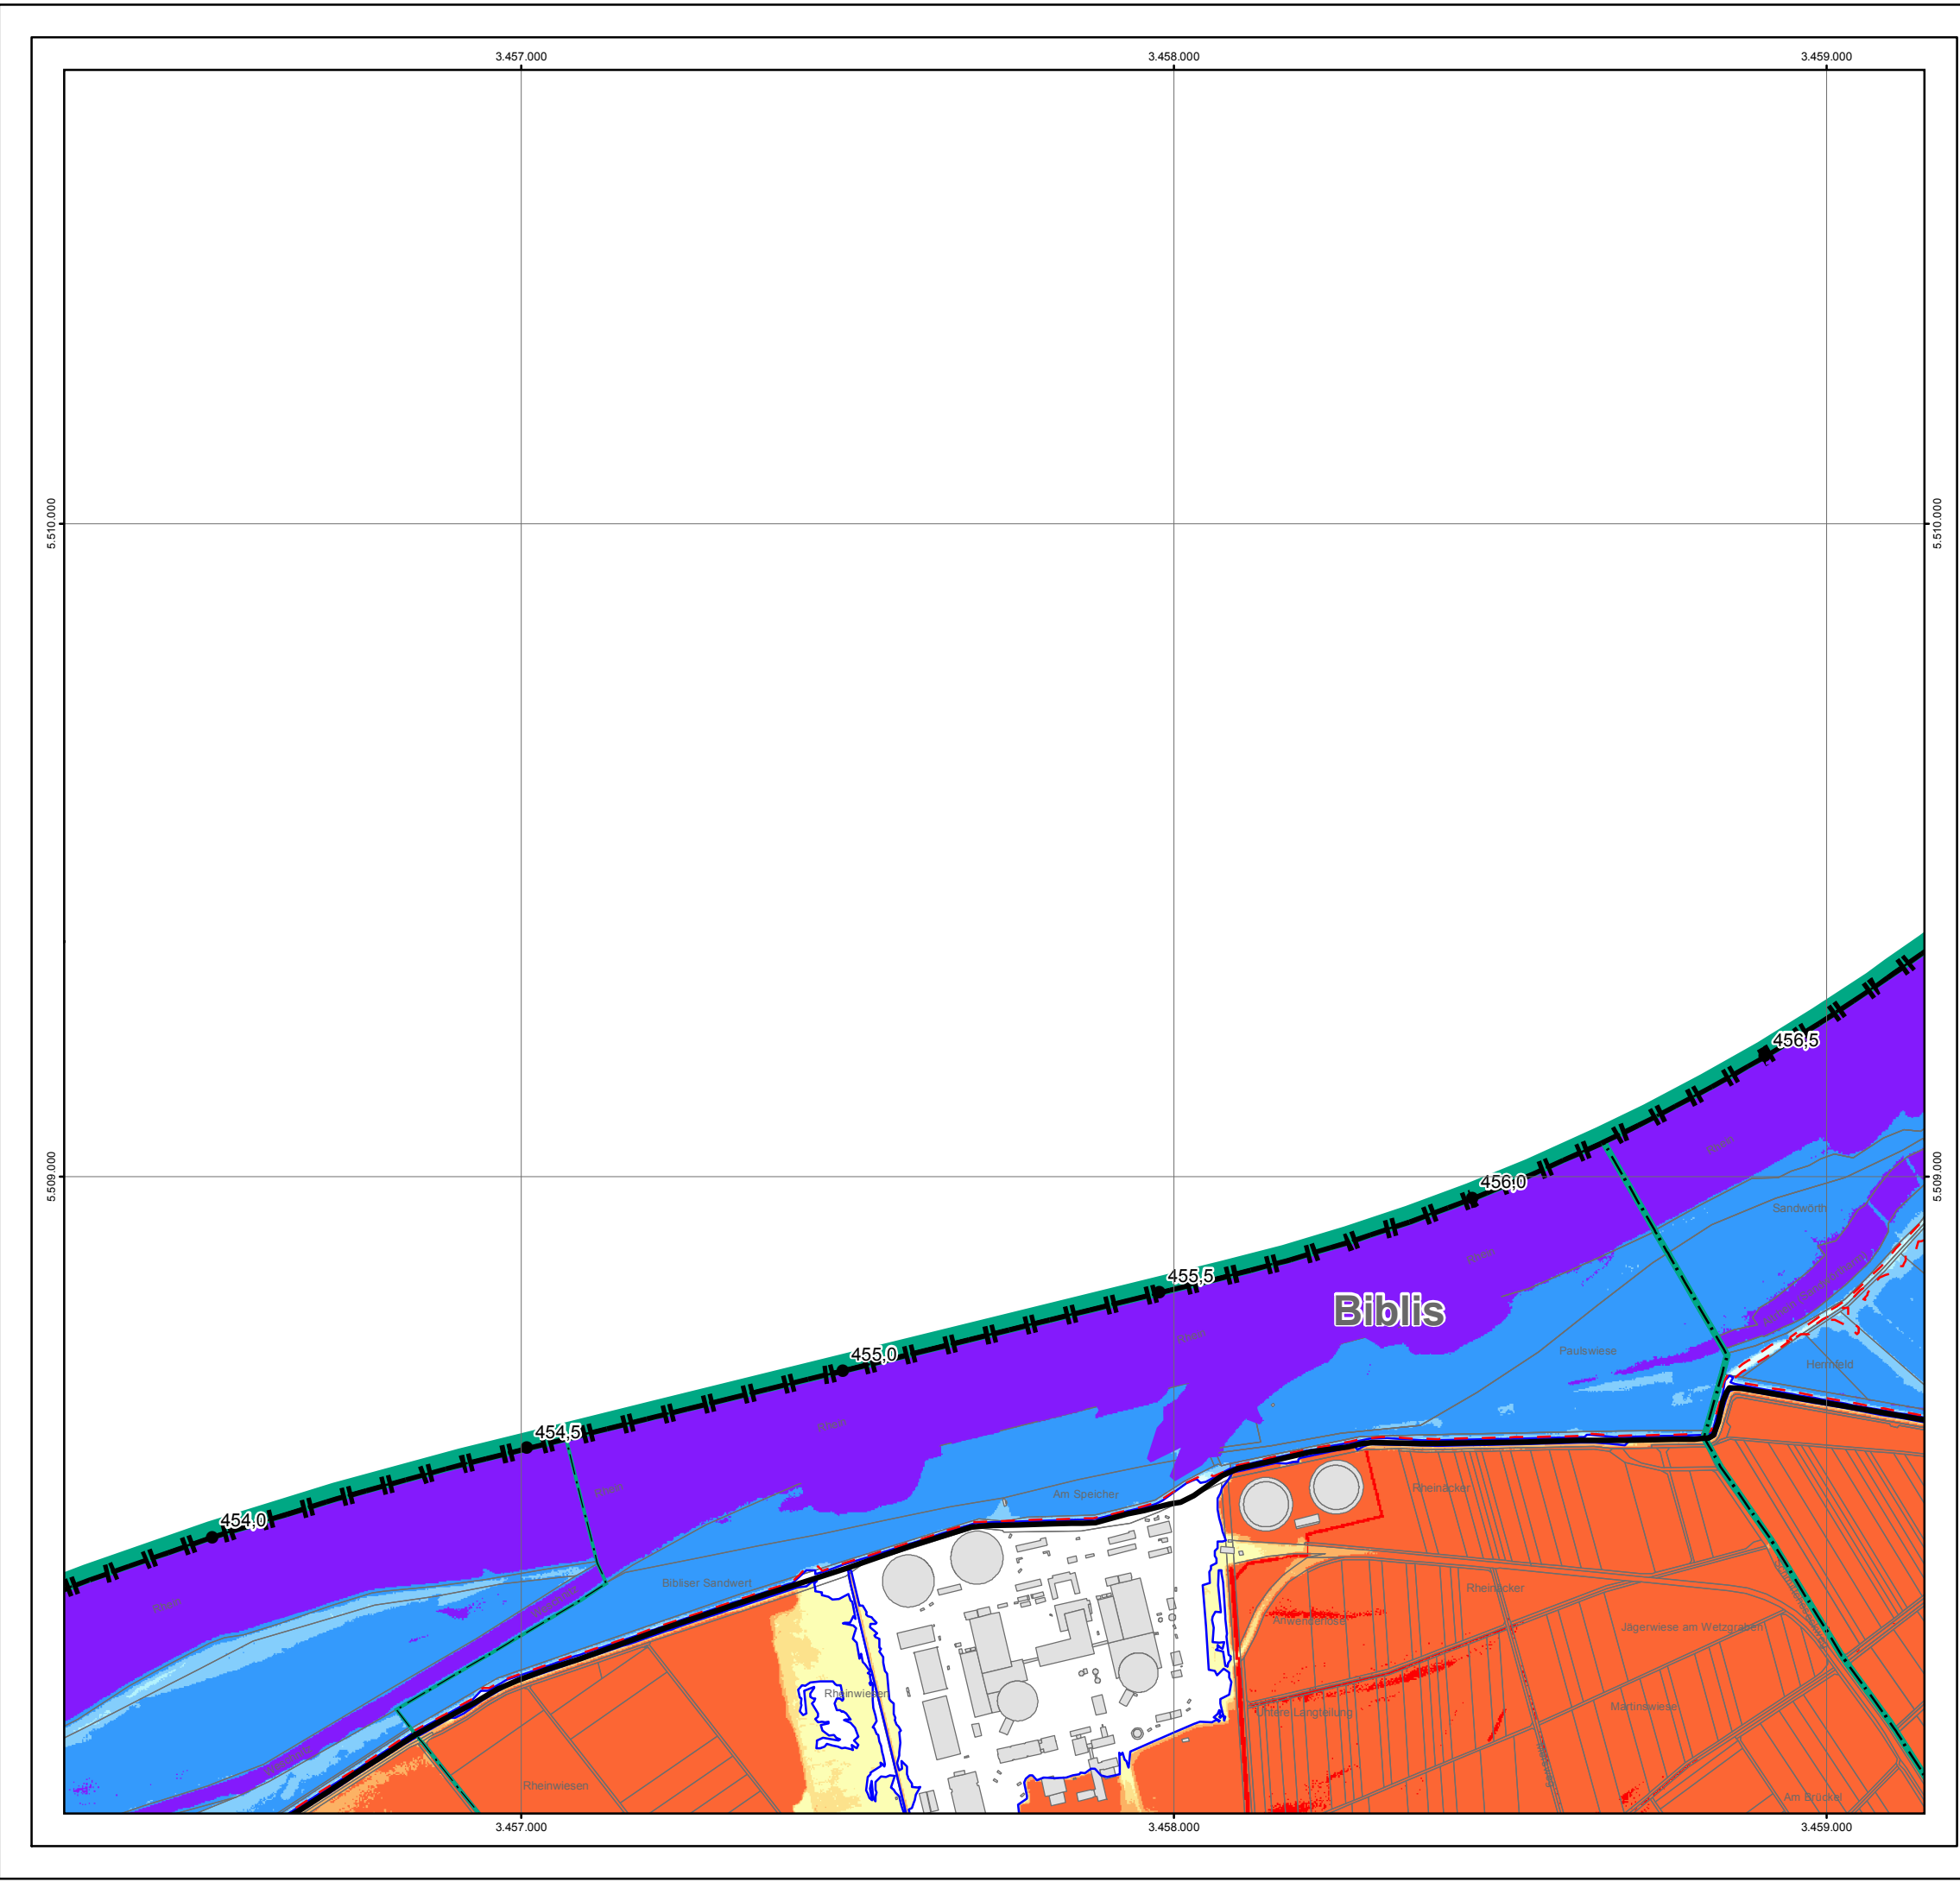 3.457.000
3.458.000
3.459.000
5.510.000
5.510.000
5.509.000
5.509.000
456,5
Rhein
456,0
Sandwörth
Rhein
455,5
Biblis
Rhein
Paulswiese
Herrnfeld
455,0
Rhein
454,5
Rhein
Am Speicher
Rheinäcker
454,0
Rhein
Bibliser Sandwert
Rheinäcker
Anwenderlose
Jägerwiese am Wetzgraben
Rheinwiesen
Untere Langteilung
Martinswiese
Rheinwiesen
Am Brückel
3.457.000
3.458.000
3.459.000